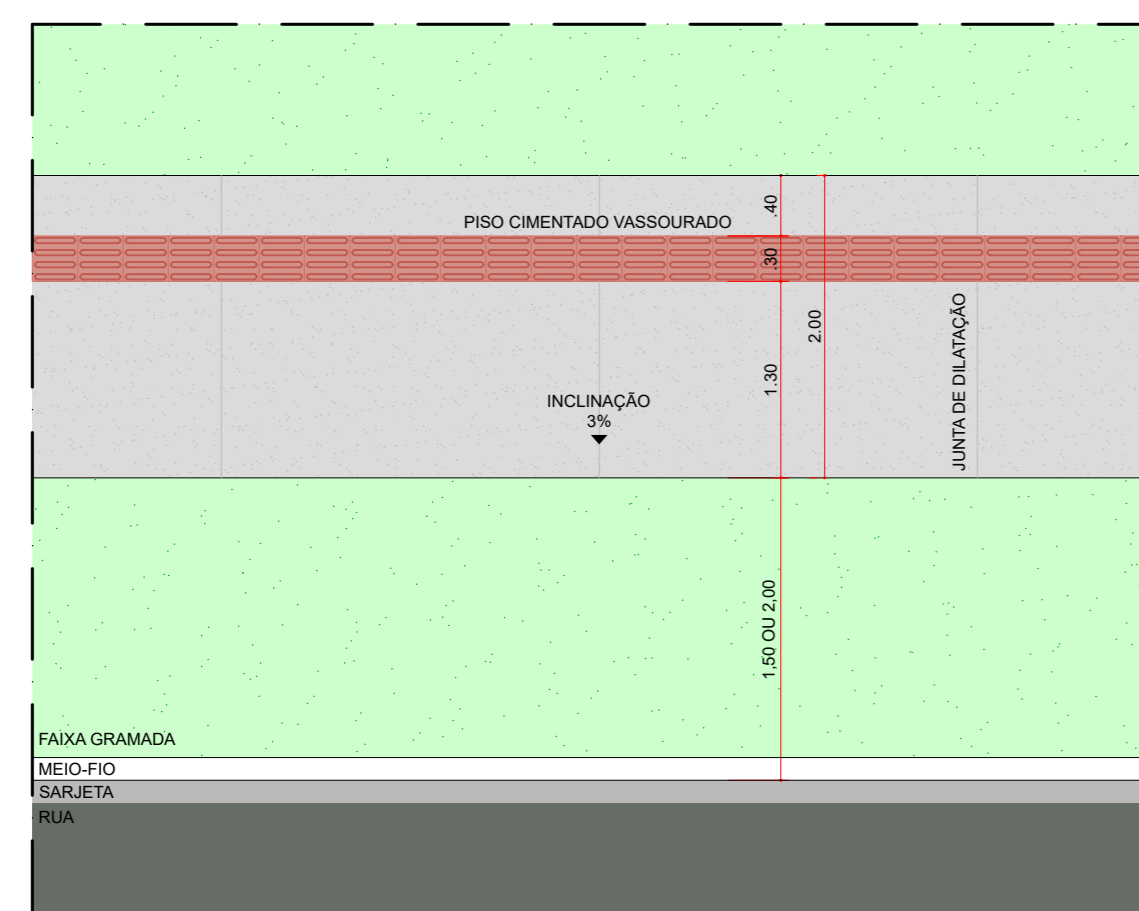 .40
PISO CIMENTADO VASSOURADO
.30
2.00
JUNTA DE DILATAÇÃO
1.30
INCLINAÇÃO
3%
1,50 OU 2,00
FAIXA GRAMADA
MEIO-FIO
SARJETA
RUA